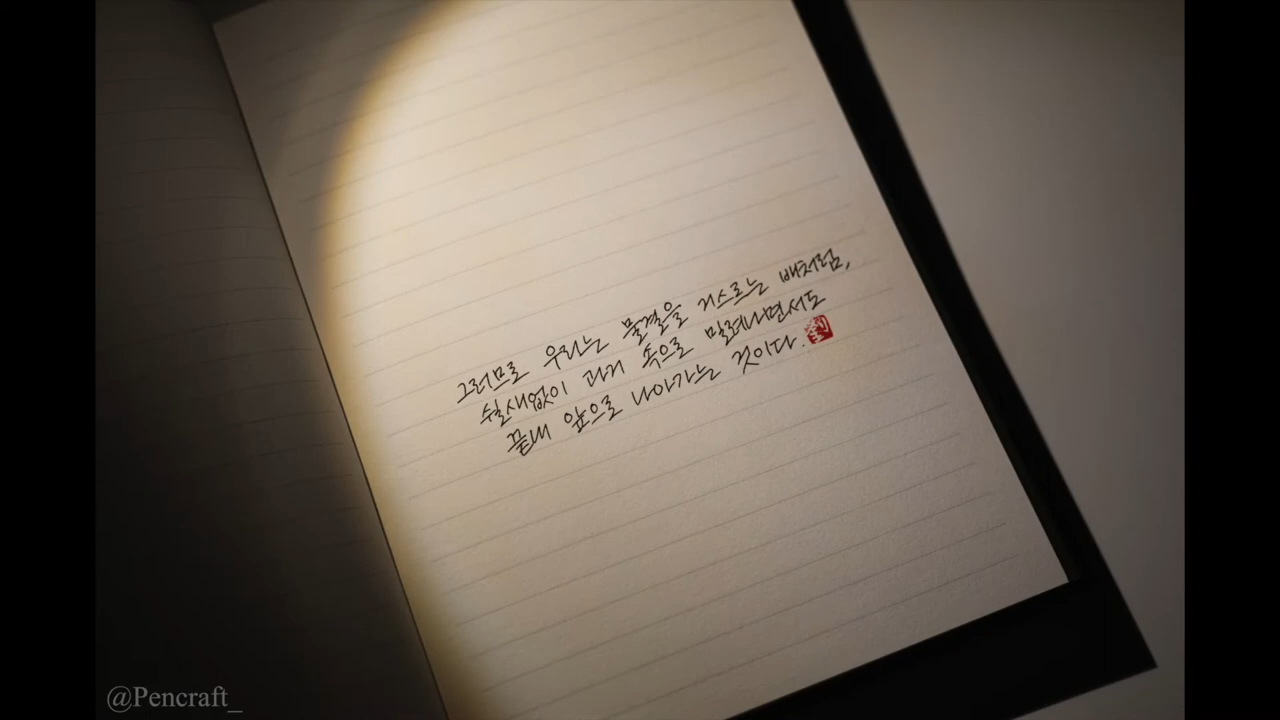 그러므로 우리는 물결을 거스르는 배처럼,
쉴새없이 과거 속으로 밀려나면서도
끝내 앞으로 나아가는 것이다.
@Pencraft_